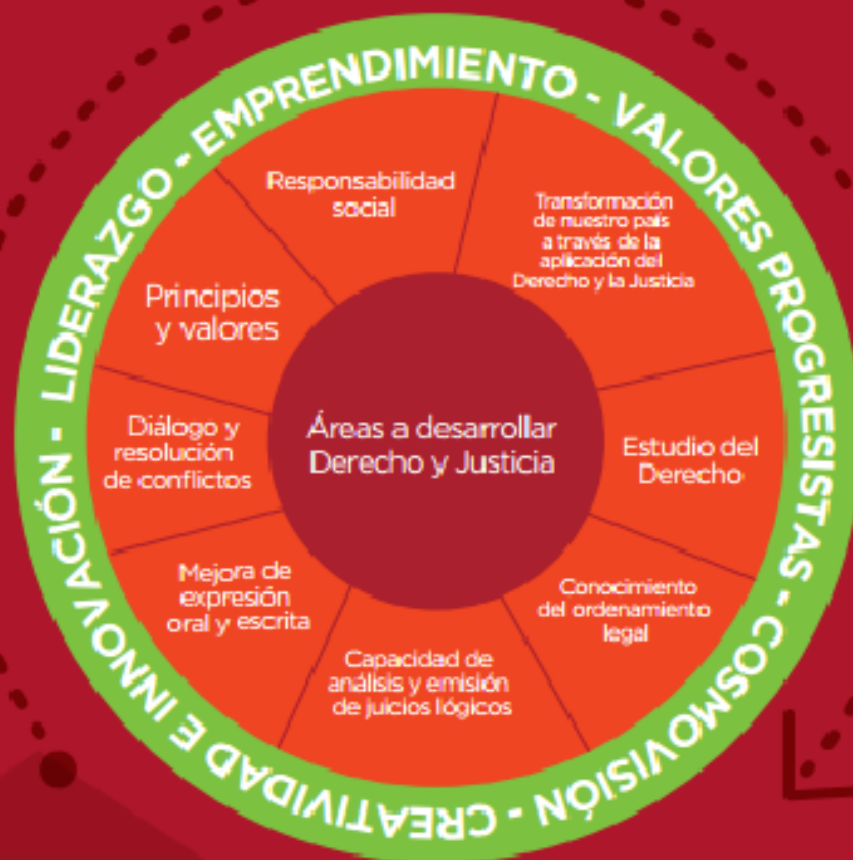 LIDERAZGO - EMPRENDIMIENTO - VALORES PROGRESISTAS - COSMOVISIÓN - CREATIVIDAD E INNOVACIÓN -
Responsabilidad
social
Transformación
de nuestro país
a través de la
aplicación del
Derecho y la Justicia
Estudio del
Derecho
Conocimiento
del ordenamiento
legal
Capacidad de
análisis y emisión
de juicios lógicos
Mejora de
expresión
oral y escrita
Diálogo y
resolución
de conflictos
Principios
y valores
Áreas a desarrollar
Derecho y Justicia